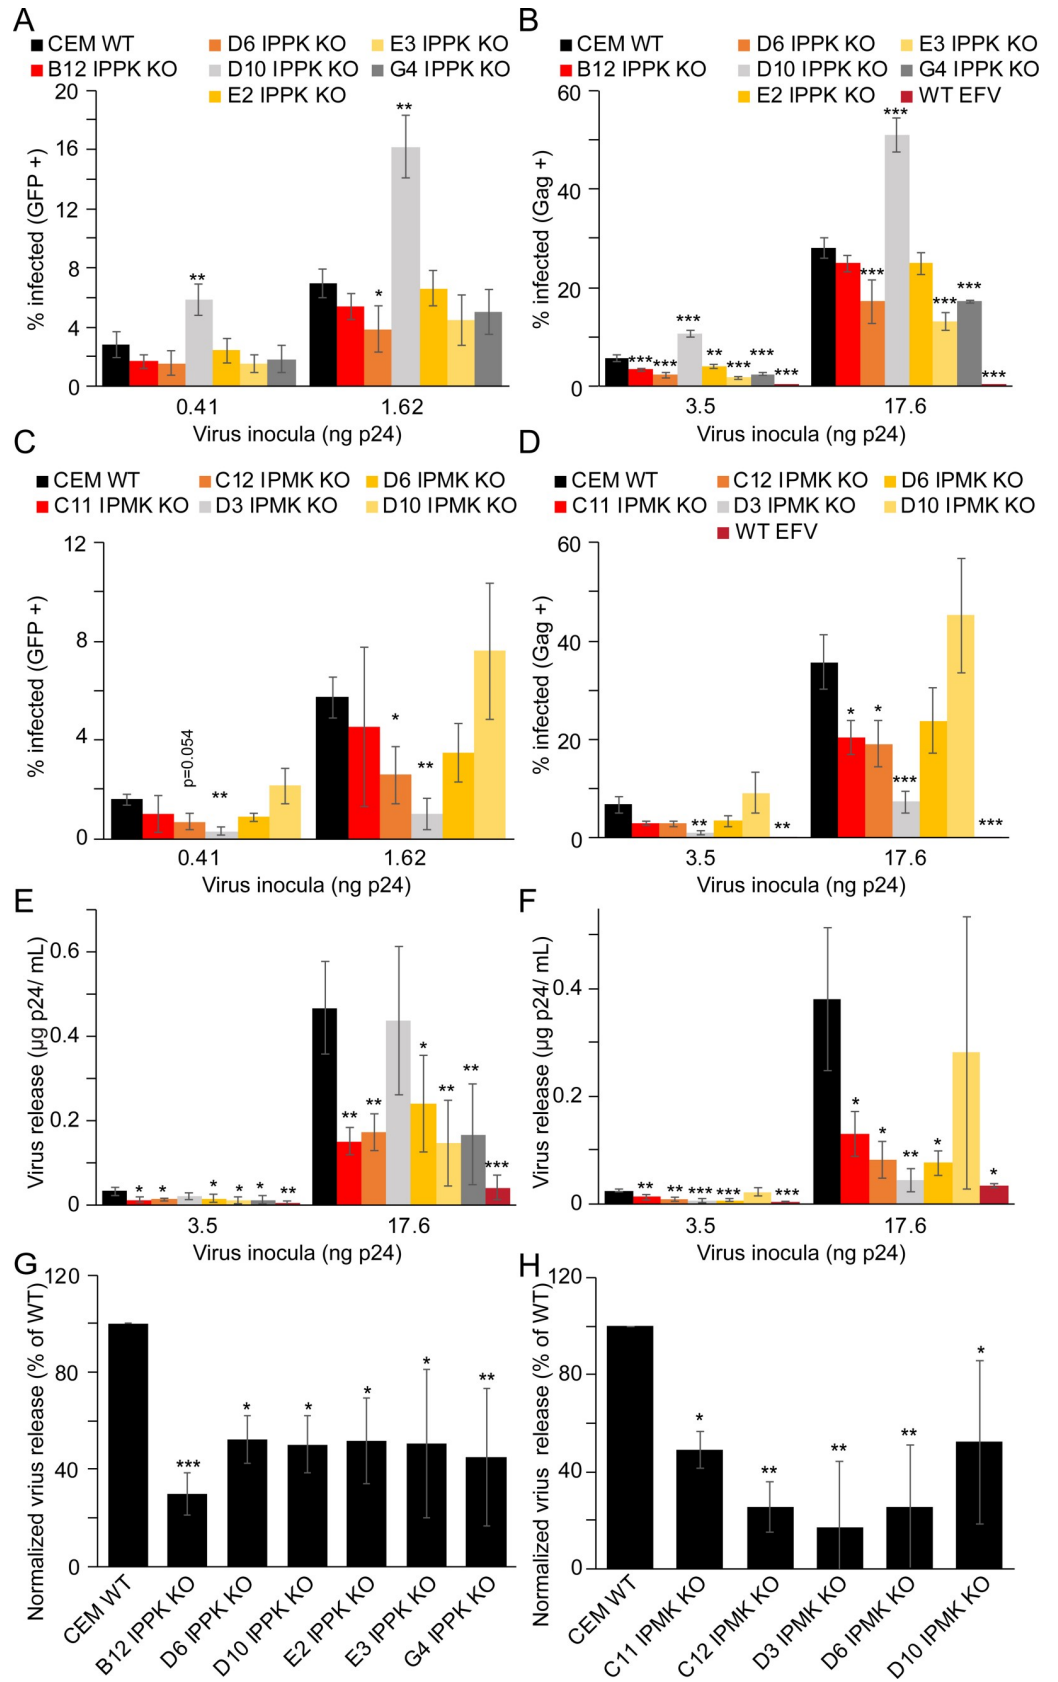 A
CEM WT
D6 IPPK KO
E3 IPPK KO
B12 IPPK KO
D10 IPPK KO
G4 IPPK KO
E2 IPPK KO
% infected (GFP +)
20
16
12
8
4
0
**
*
**
0.41
1.62
Virus inocula (ng p24)
B
CEM WT
D6 IPPK KO
E3 IPPK KO
B12 IPPK KO
D10 IPPK KO
G4 IPPK KO
E2 IPPK KO
WT EFV
% infected (Gag +)
60
40
20
0
*** *** *** ** *** *** ***
*** *** *** *** ***
3.5
17.6
Virus inocula (ng p24)
C
CEM WT
C12 IPMK KO
D6 IPMK KO
C11 IPMK KO
D3 IPMK KO
D10 IPMK KO
% infected (GFP +)
12
8
4
0
p=0.054
**
*
**
0.41
1.62
Virus inocula (ng p24)
D
CEM WT
C12 IPMK KO
D6 IPMK KO
C11 IPMK KO
D3 IPMK KO
D10 IPMK KO
WT EFV
% infected (Gag +)
60
40
20
0
** **
* * *** ***
3.5
17.6
Virus inocula (ng p24)
E
Virus release (µg p24/ mL)
0.6
0.4
0.2
0
* * * * * **
** ** * ** ** ***
3.5
17.6
Virus inocula (ng p24)
F
Virus release (µg p24/ mL)
0.4
0.2
0
** ** *** *** ***
* * ** * *
3.5
17.6
Virus inocula (ng p24)
G
Normalized vrius release (% of WT)
120
80
40
0
*** * * * * **
CEM WT
B12 IPPK KO
D6 IPPK KO
D10 IPPK KO
E2 IPPK KO
E3 IPPK KO
G4 IPPK KO
H
Normalized vrius release (% of WT)
120
80
40
0
* ** ** ** *
CEM WT
C11 IPMK KO
C12 IPMK KO
D3 IPMK KO
D6 IPMK KO
D10 IPMK KO